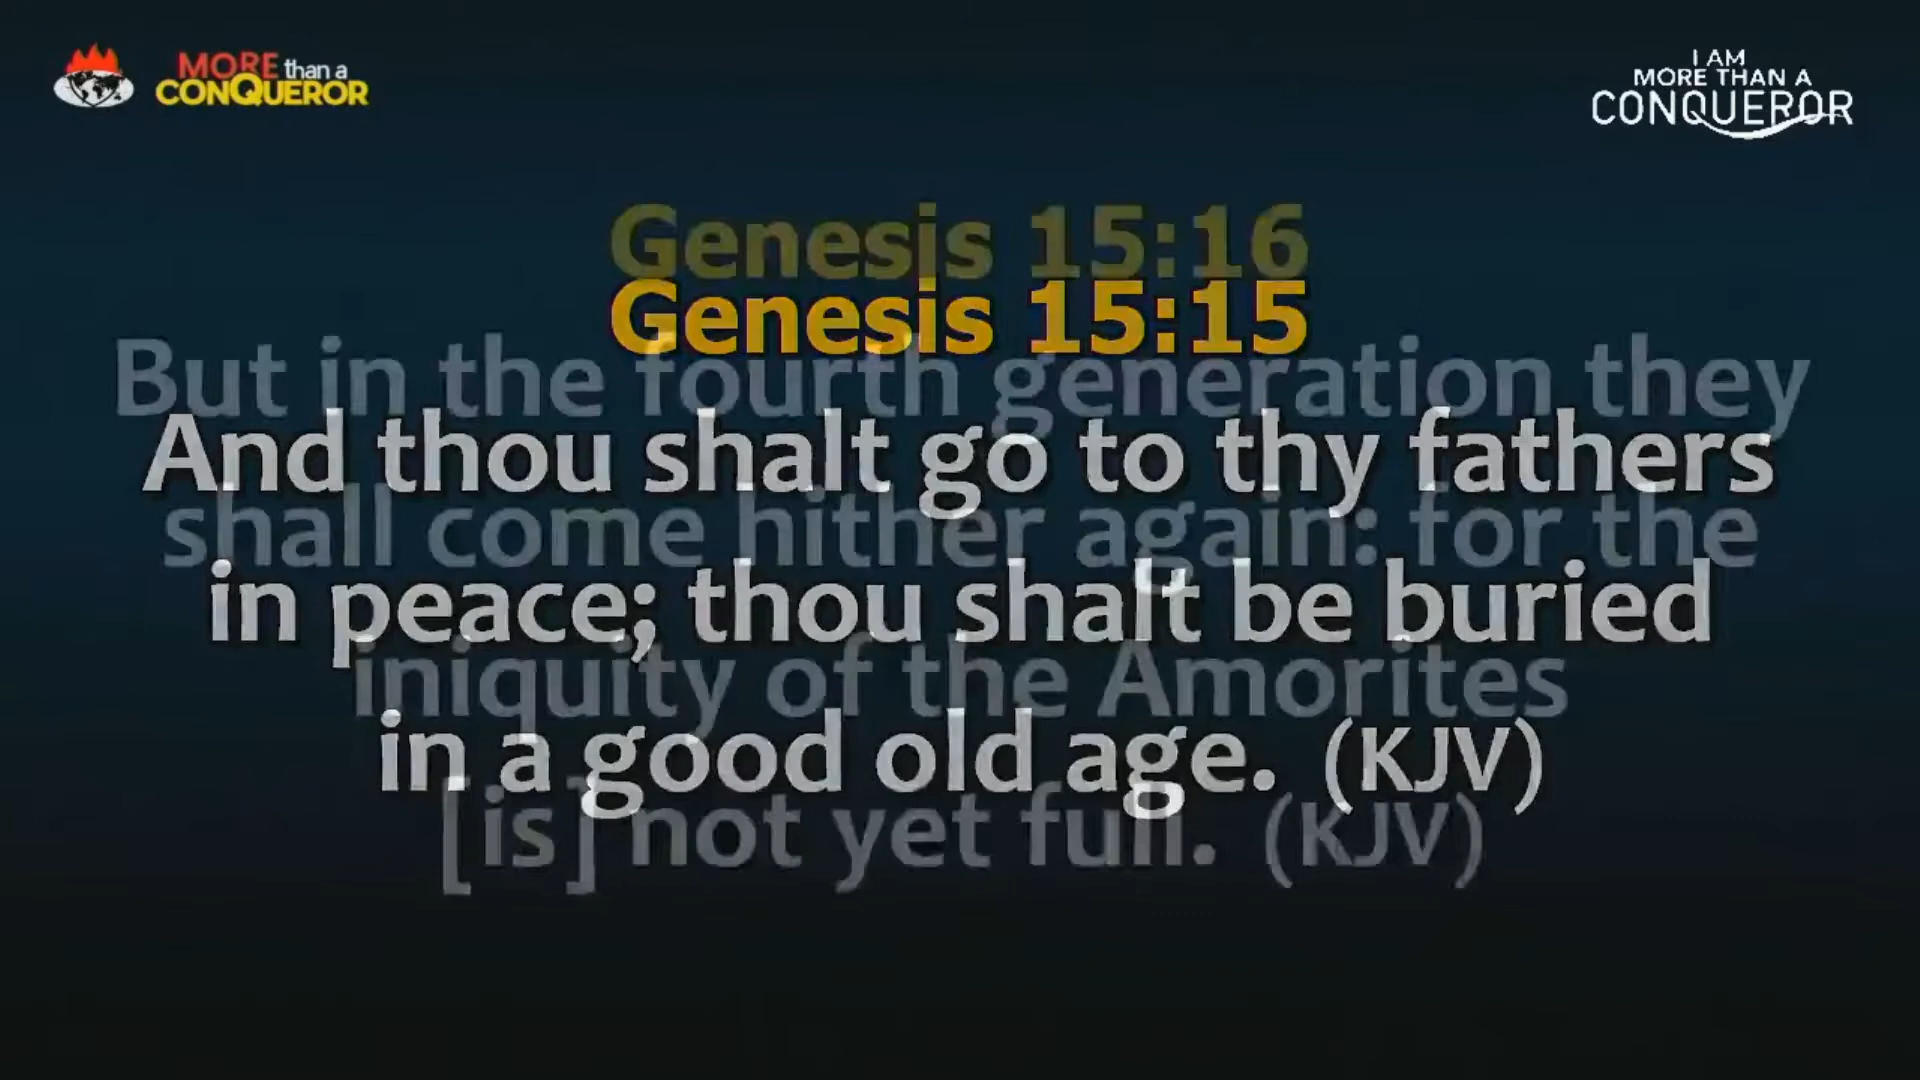 MORE than a
CONQUEROR
I AM
MORE THAN A
CONQUEROR
Genesis 15:16
Genesis 15:15
But in the fourth generation they
And thou shalt go to thy fathers
shall come hither again: for the
in peace; thou shalt be buried
iniquity of the Amorites
in a good old age. (KJV)
[is] not yet full. (KJV)